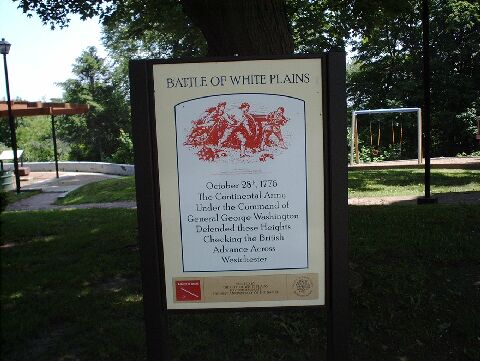 BATTLE OF WHITE PLAINS
October 28th, 1776
The Continental Army
Under the Command of
General George Washington
Defended these Heights
Checking the British
Advance Across
Westchester